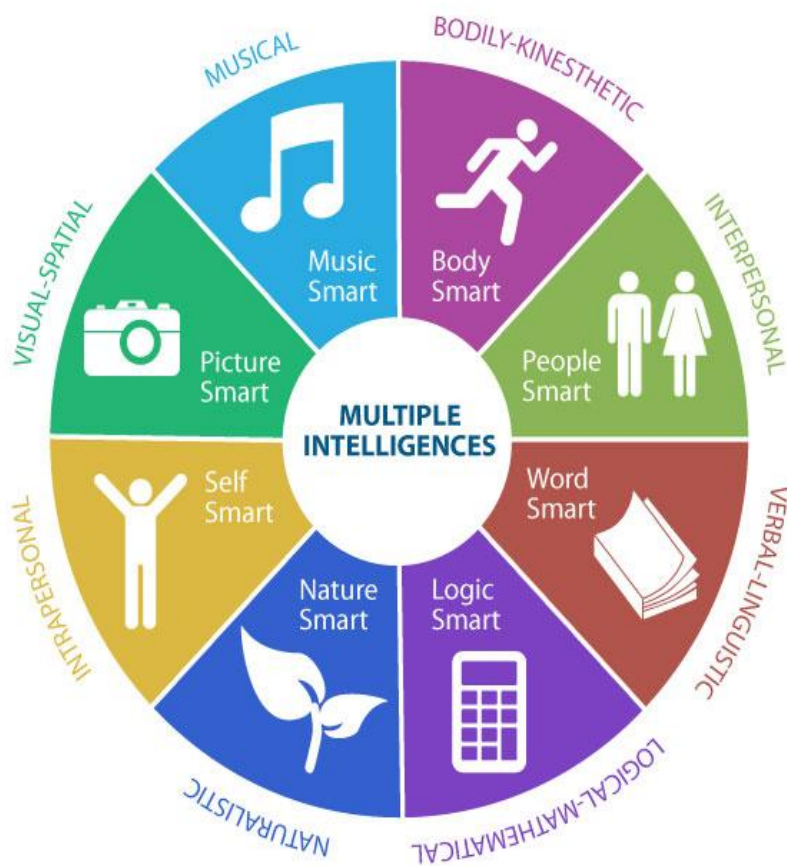 MUSICAL
BODILY-KINESTHETIC
INTERPERSONAL
VERBAL-LINGUISTIC
LOGICAL-MATHEMATICAL
NATURALISTIC
INTRAPERSONAL
VISUAL-SPATIAL
Music
Smart
Body
Smart
People
Smart
Word
Smart
Logic
Smart
Nature
Smart
Self
Smart
Picture
Smart
MULTIPLE
INTELLIGENCES